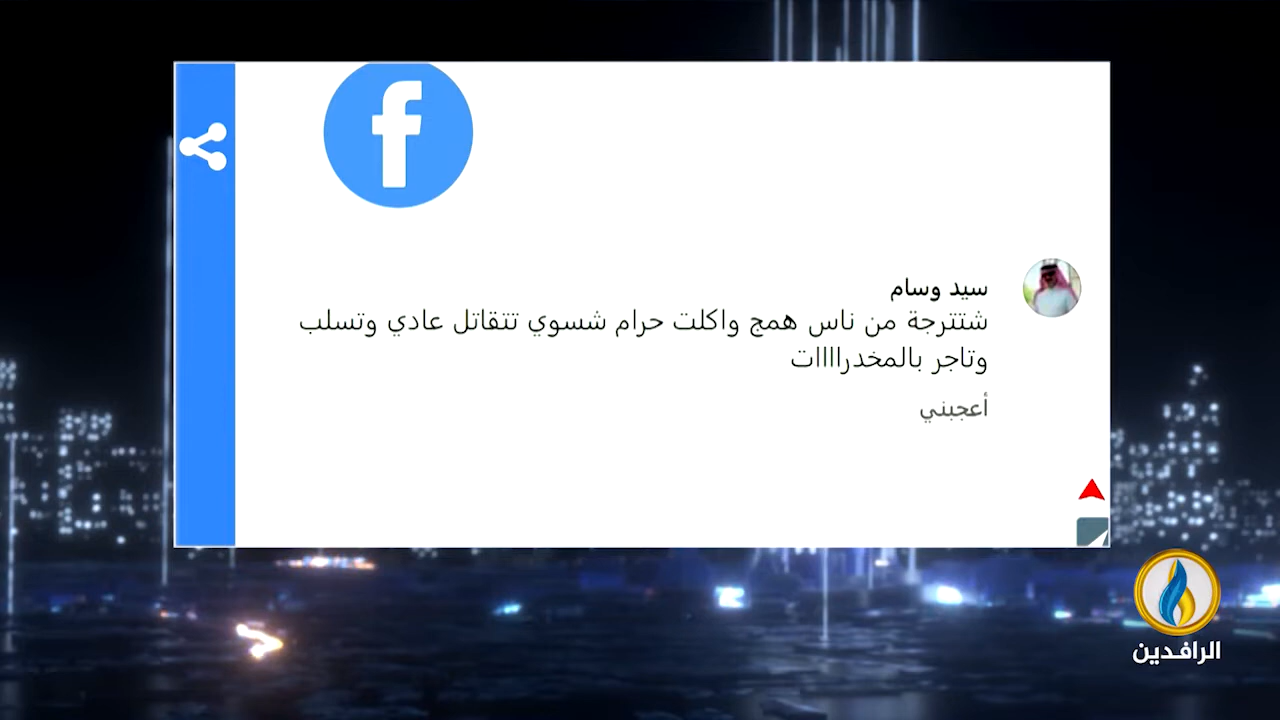 سيد وسام
شتترجة من ناس همج واكلت حرام شسوي تتقاتل عادي وتسلب
وتاجر بالمخدراااات
أعجبني
الرافدين